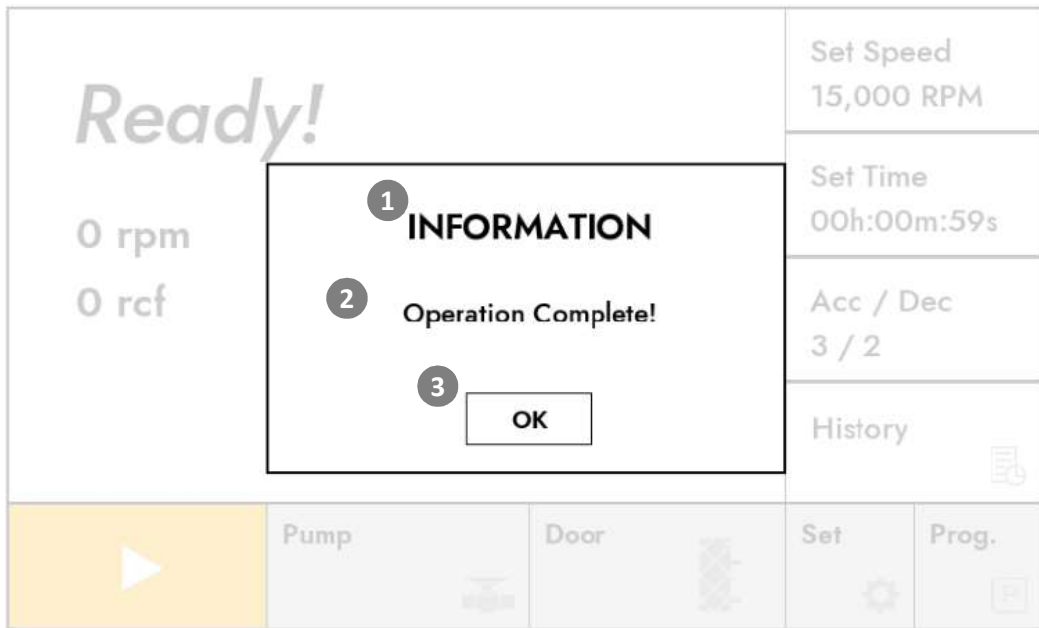 Ready!
0 rpm
0 rcf
Set Speed
15,000 RPM
Set Time
00h:00m:59s
Acc / Dec
3 / 2
History
1
INFORMATION
2
Operation Complete!
3
OK
Pump
Door
Set
Prog.
P